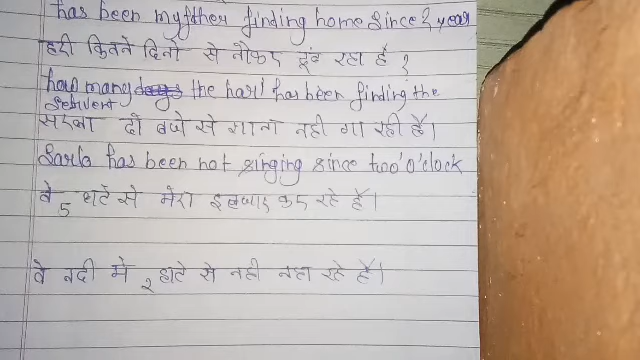 has been my father finding home since 2 year
हरी कितने दिनो से नौकर ढूंढ रहा है ?
how many the hari has been finding the
servent
सरला दो बजे से गाना नही गा रही है।
Sarla has been not singing since two'o'clock
वे 5 घंटे से मेरा इन्तजार कर रहे हैं।
वे नदी मे 2 घंटे से नही नहा रहे हैं।